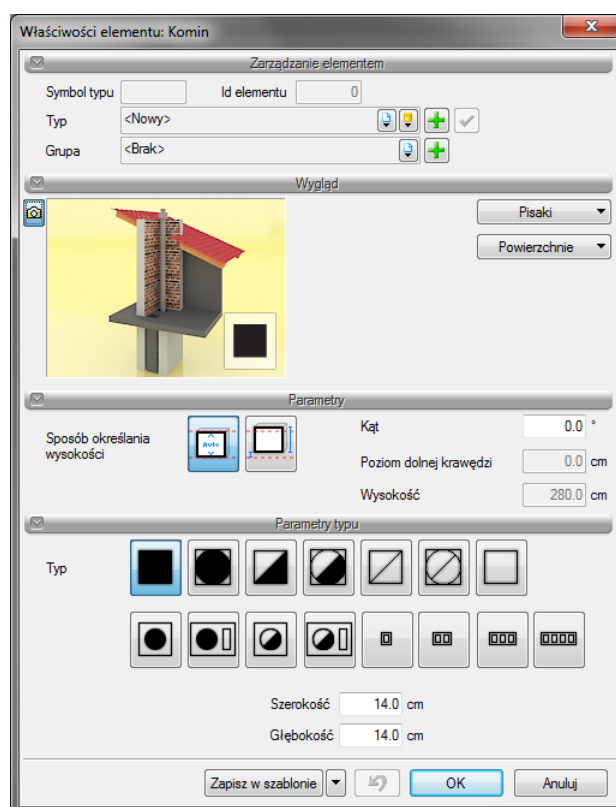 Właściwości elementu: Komin
Zarządzanie elementem
Symbol typu Id elementu 0
Typ <Nowy>
Grupa <Brak>
Wygląd
Pisaki
Powierzchnie
Parametry
Sposób określania
wysokości
Auto
Kąt 0.0 °
Poziom dolnej krawędzi 0.0 cm
Wysokość 280.0 cm
Parametry typu
Typ
Szerokość 14.0 cm
Głębokość 14.0 cm
Zapisz w szablonie OK Anuluj